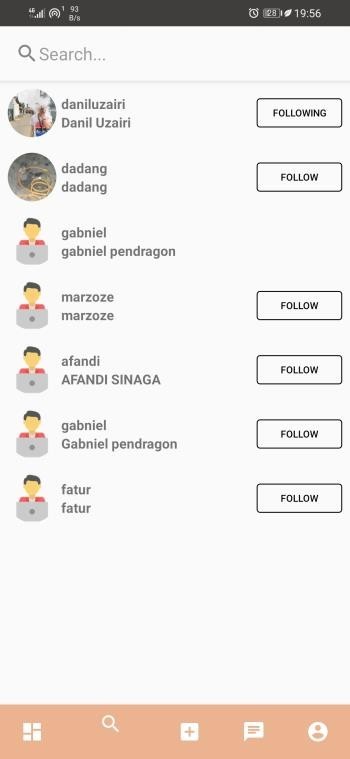 4G 1 93 B/s 28 19:56
Search...
daniluzairi
Danil Uzairi
FOLLOWING
dadang
dadang
FOLLOW
gabniel
gabniel pendragon
marzoze
marzoze
FOLLOW
afandi
AFANDI SINAGA
FOLLOW
gabniel
Gabniel pendragon
FOLLOW
fatur
fatur
FOLLOW